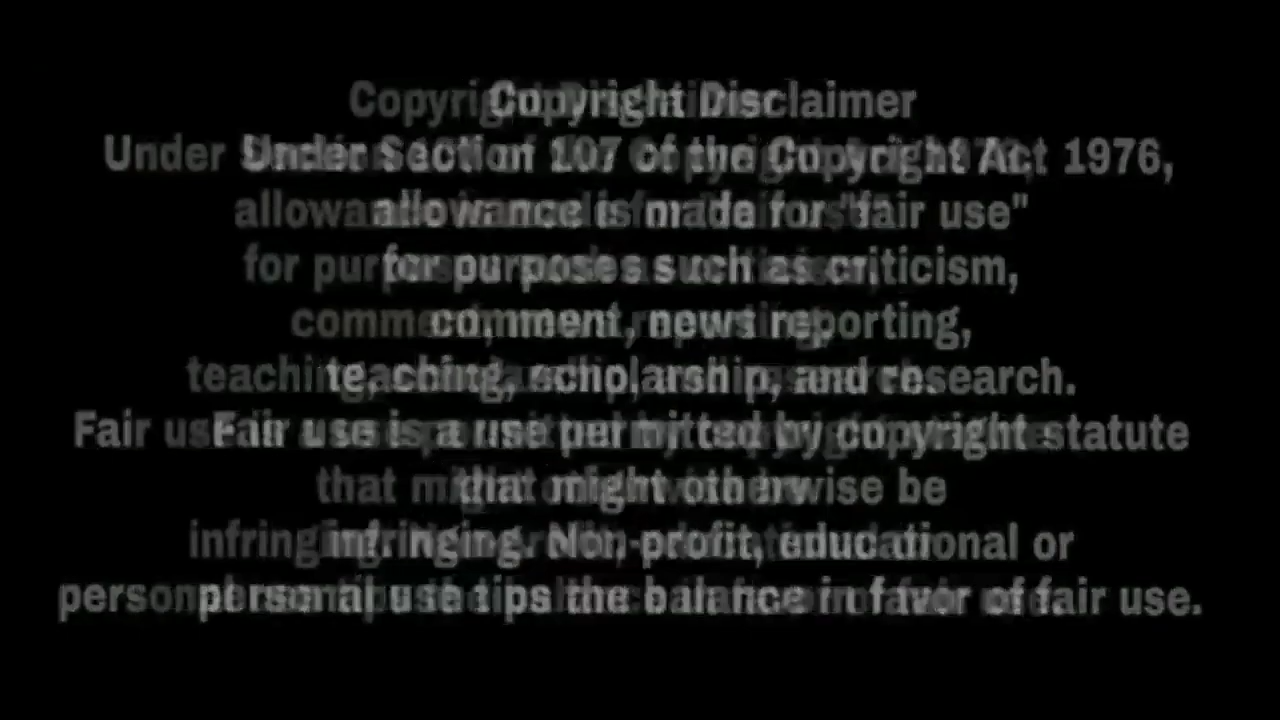 Copyright Disclaimer
Under Section 107 of the Copyright Act 1976,
allowance is made for "fair use"
for purposes such as criticism,
comment, news reporting,
teaching, scholarship, and research.
Fair use is a use permitted by copyright statute
that might otherwise be
infringing. Non-profit, educational or
personal use tips the balance in favor of fair use.